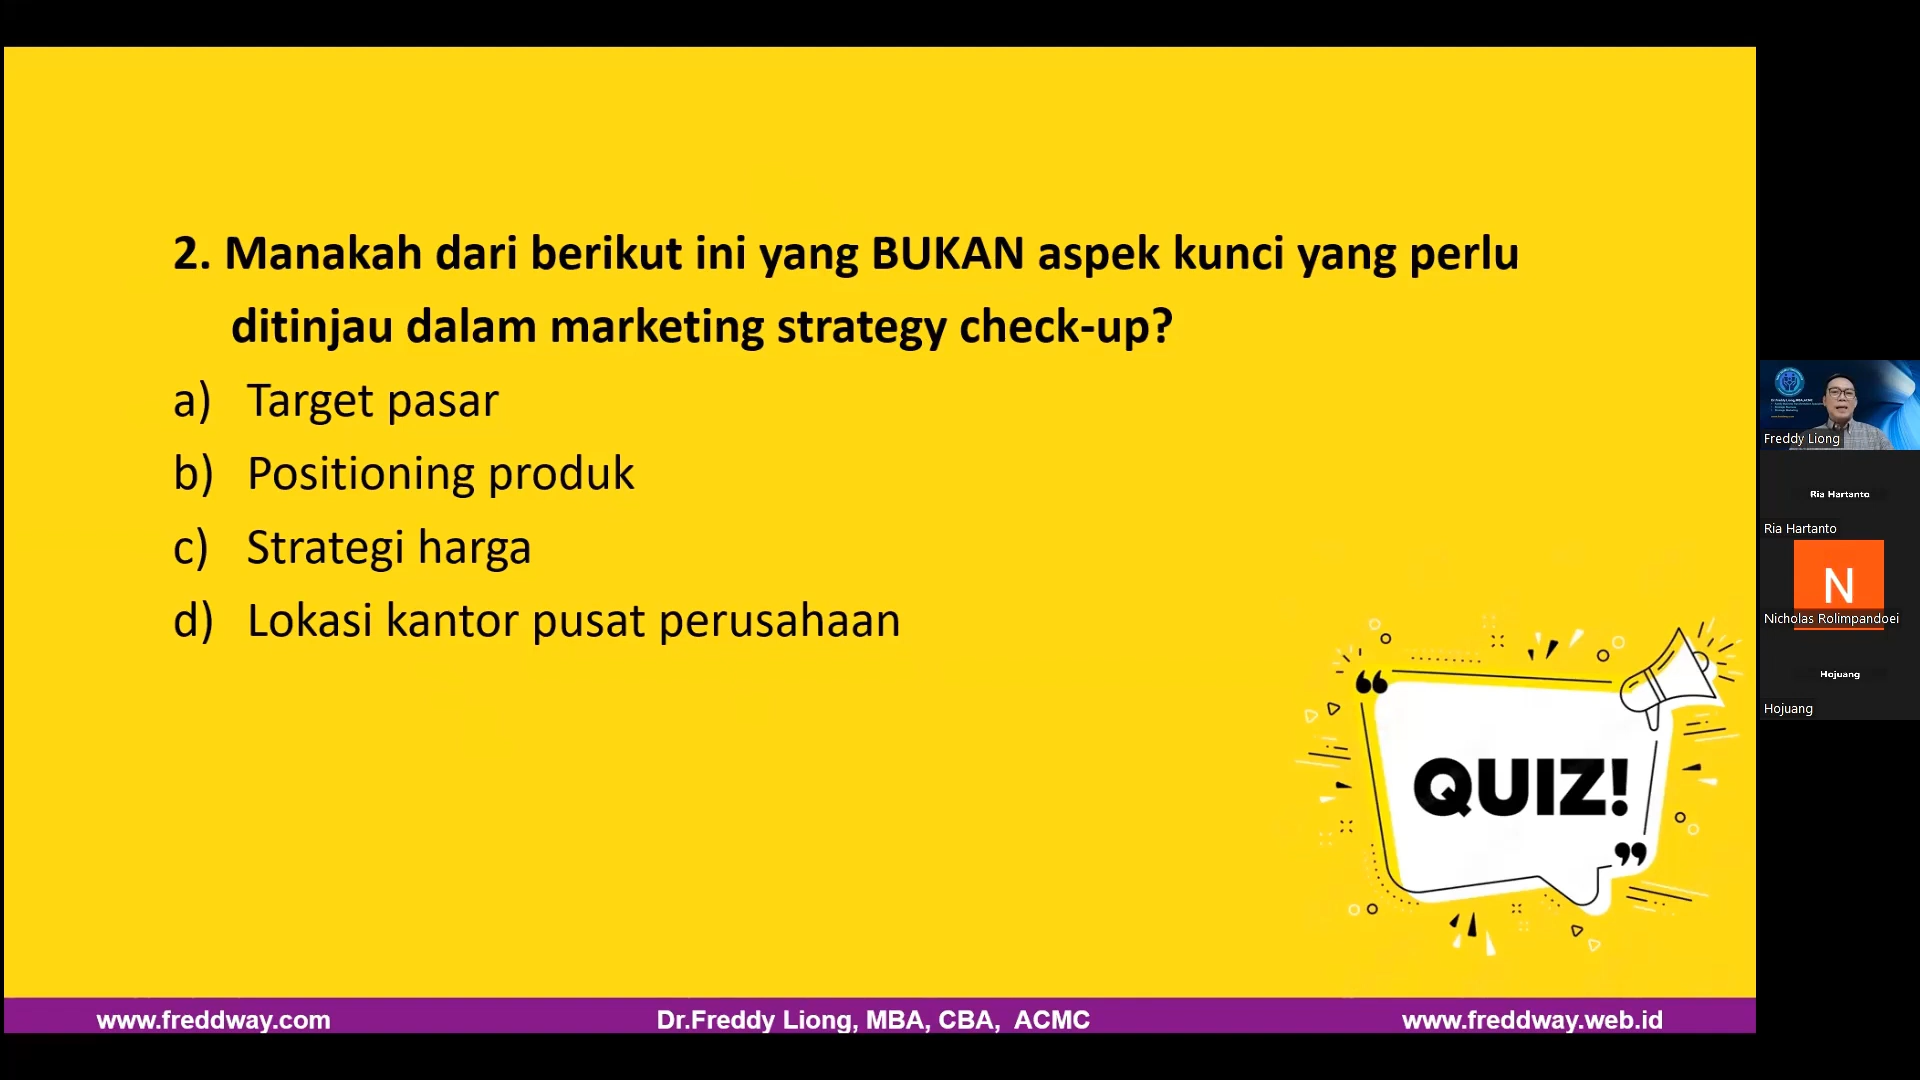 2. Manakah dari berikut ini yang BUKAN aspek kunci yang perlu
ditinjau dalam marketing strategy check-up?
a) Target pasar
b) Positioning produk
c) Strategi harga
d) Lokasi kantor pusat perusahaan
“
QUIZ!
”
www.freddway.com
Dr.Freddy Liong, MBA, CBA, ACMC
www.freddway.web.id
Freddy Liong
Ria Hartanto
Ria Hartanto
N
Nicholas Rolimpandoei
Hojuang
Hojuang